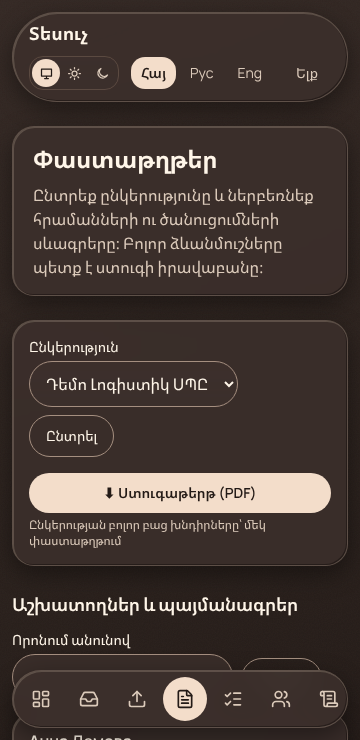 Տեսուչ
Հայ Рус Eng Ելք
Փաստաթղթեր
Ընտրեք ընկերությունը և ներբեռնեք
հրամանների ու ծանուցումների
սևագրերը: Բոլոր ձևանմուշները
պետք է ստուգի իրավաբանը:
Ընկերություն
Դեմո Լոգիստիկ ՍՊԸ
Ընտրել
⬇ Ստուգաթերթ (PDF)
Ընկերության բոլոր բաց խնդիրները՝ մեկ
փաստաթղթում
Աշխատողներ և պայմանագրեր
Որոնում անունով